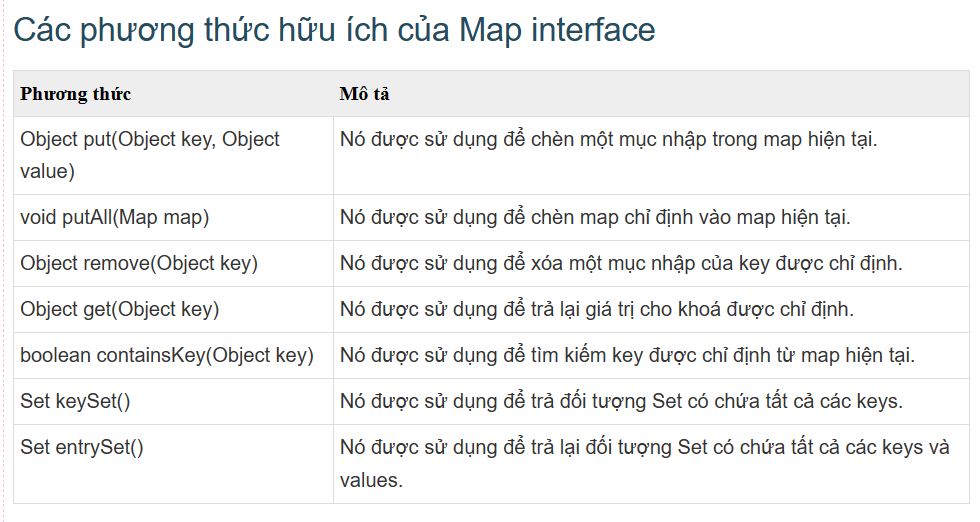 Các phương thức hữu ích của Map interface
Phương thức Mô tả
Object put(Object key, Object Nó được sử dụng để chèn một mục nhập trong map hiện tại.
value)
void putAll(Map map) Nó được sử dụng để chèn map chỉ định vào map hiện tại.
Object remove(Object key) Nó được sử dụng để xóa một mục nhập của key được chỉ định.
Object get(Object key) Nó được sử dụng để trả lại giá trị cho khoá được chỉ định.
boolean containsKey(Object key) Nó được sử dụng để tìm kiếm key được chỉ định từ map hiện tại.
Set keySet() Nó được sử dụng để trả đối tượng Set có chứa tất cả các keys.
Set entrySet() Nó được sử dụng để trả lại đối tượng Set có chứa tất cả các keys và
values.